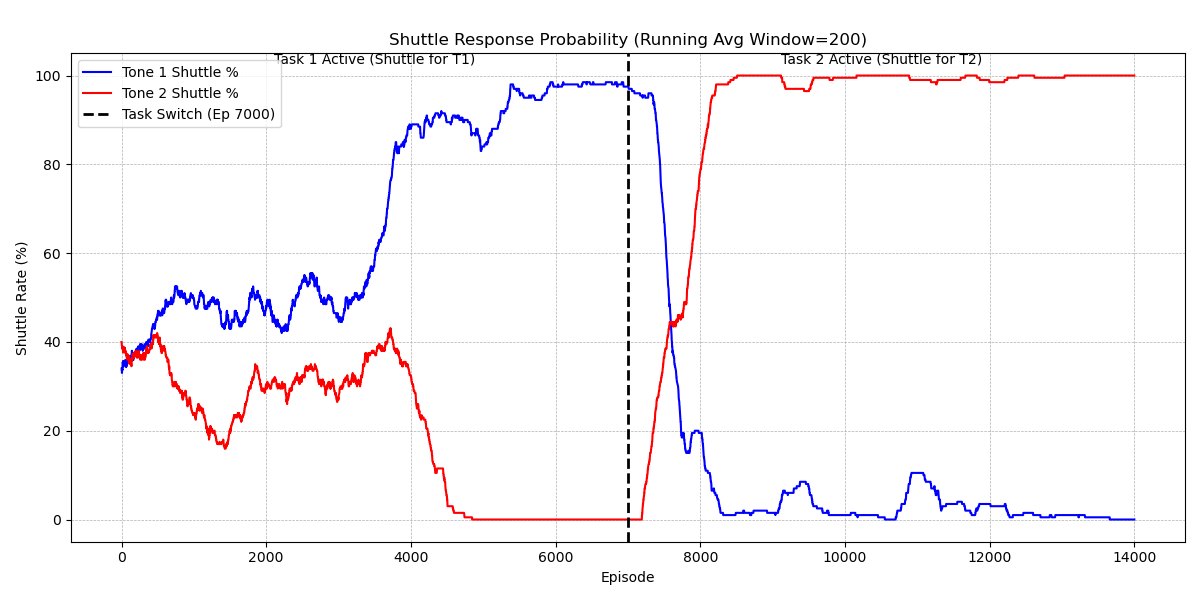 Shuttle Response Probability (Running Avg Window=200)
Task 1 Active (Shuttle for T1)
Task 2 Active (Shuttle for T2)
Tone 1 Shuttle %
Tone 2 Shuttle %
Task Switch (Ep 7000)
Shuttle Rate (%)
100
80
60
40
20
0
0 2000 4000 6000 8000 10000 12000 14000
Episode